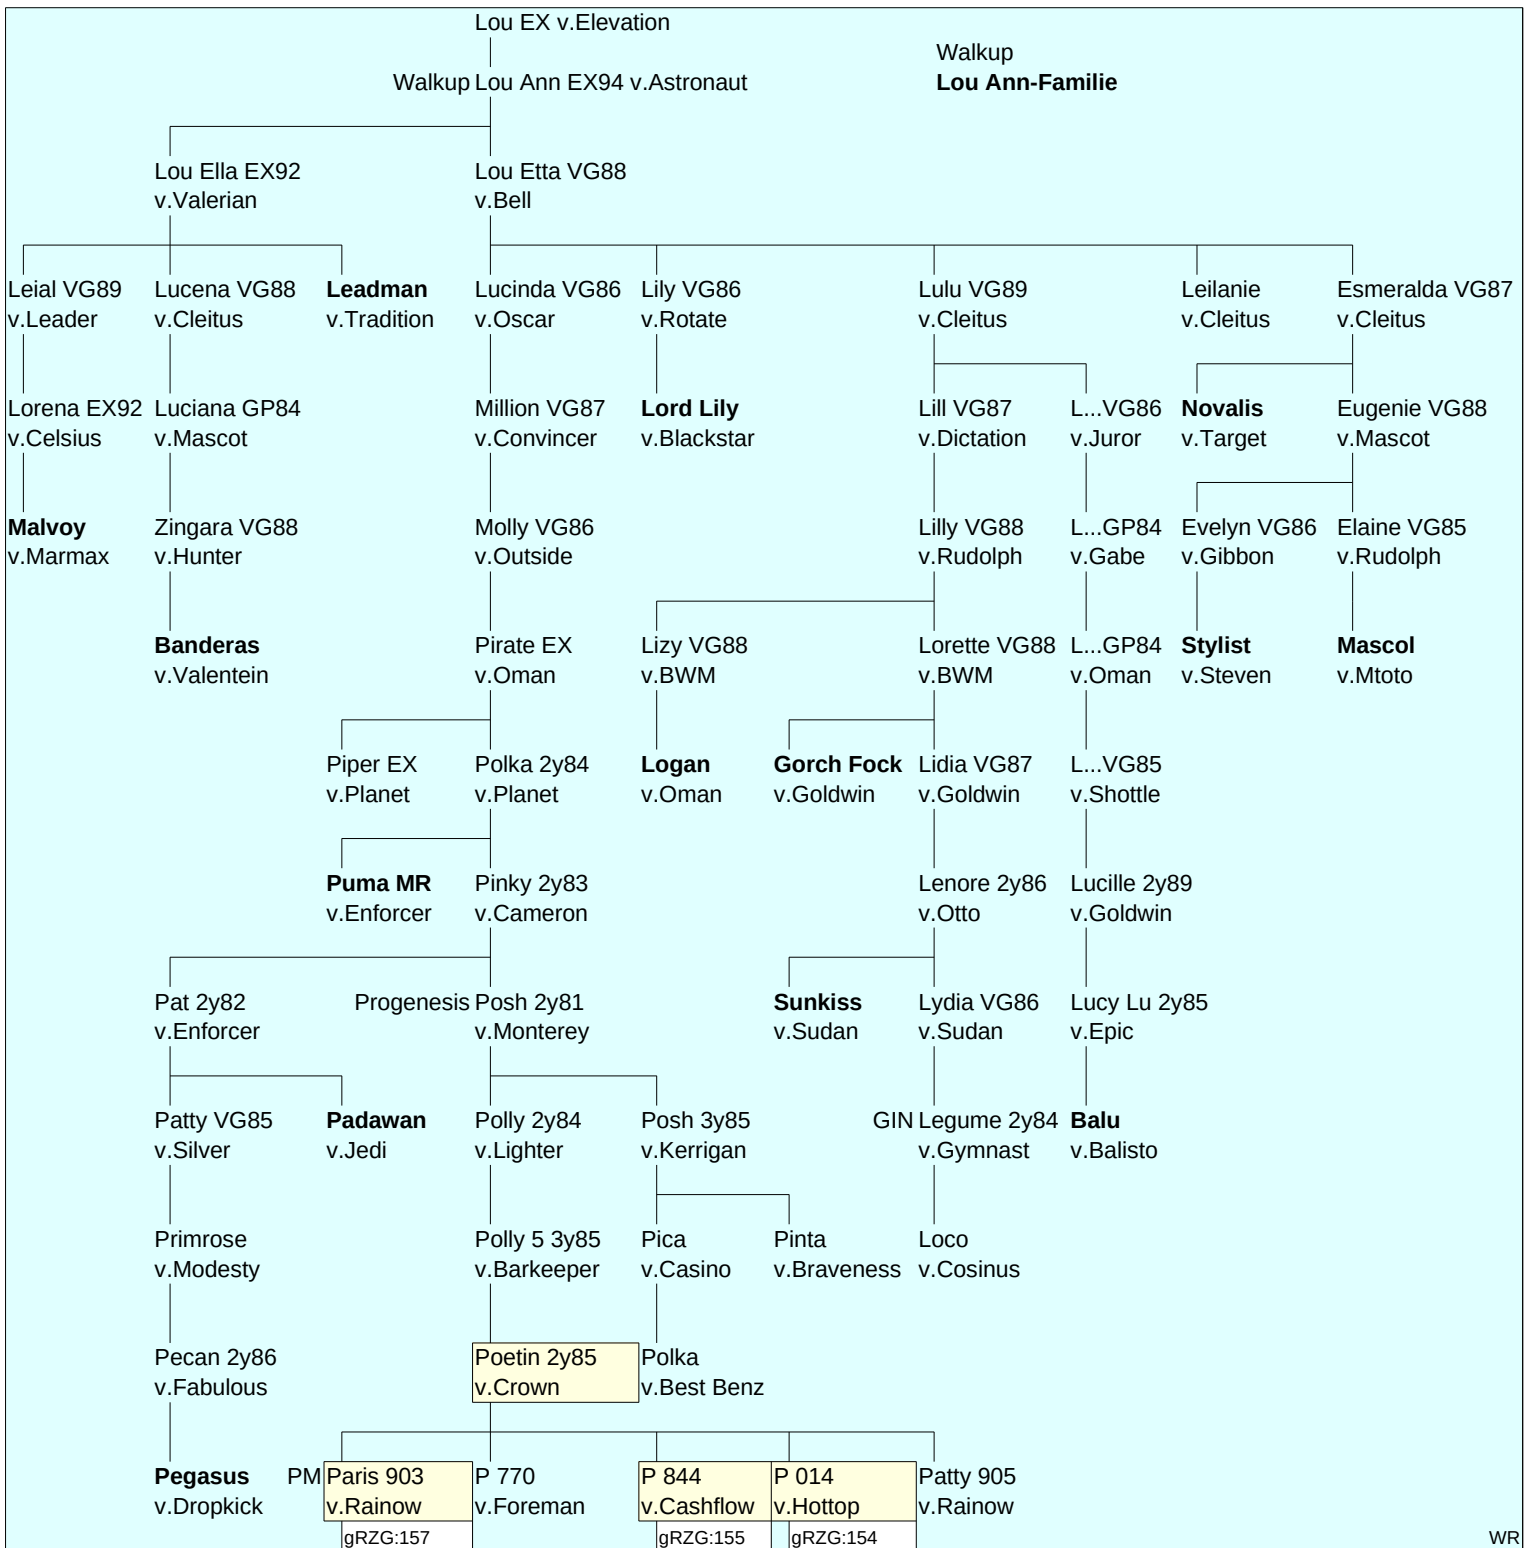 Lou EX v.Elevation
Walkup
Walkup Lou Ann EX94 v.Astronaut
Lou Ann-Familie
Lou Ella EX92 Lou Etta VG88
v.Valerian v.Bell
Leial VG89 Lucena VG88 Leadman Lucinda VG86 Lily VG86 Lulu VG89 Leilanie Esmeralda VG87
v.Leader v.Cleitus v.Tradition v.Oscar v.Rotate v.Cleitus v.Cleitus v.Cleitus
Lorena EX92 Luciana GP84 Million VG87 Lord Lily Lill VG87 L...VG86 Novalis Eugenie VG88
v.Celsius v.Mascot v.Convincer v.Blackstar v.Dictation v.Juror v.Target v.Mascot
Malvoy Zingara VG88 Molly VG86 Lilly VG88 L...GP84 Evelyn VG86 Elaine VG85
v.Marmax v.Hunter v.Outside v.Rudolph v.Gabe v.Gibbon v.Rudolph
Banderas Pirate EX Lizy VG88 Lorette VG88 L...GP84 Stylist Mascol
v.Valentein v.Oman v.BWM v.BWM v.Oman v.Steven v.Mtoto
Piper EX Polka 2y84 Logan Gorch Fock Lidia VG87 L...VG85
v.Planet v.Planet v.Oman v.Goldwin v.Goldwin v.Shottle
Puma MR Pinky 2y83 Lenore 2y86 Lucille 2y89
v.Enforcer v.Cameron v.Otto v.Goldwin
Pat 2y82 Progenesis Posh 2y81 Sunkiss Lydia VG86 Lucy Lu 2y85
v.Enforcer v.Monterey v.Sudan v.Sudan v.Epic
Patty VG85 Padawan Polly 2y84 Posh 3y85 GIN Legume 2y84 Balu
v.Silver v.Jedi v.Lighter v.Kerrigan v.Gymnast v.Balisto
Primrose Polly 5 3y85 Pica Pinta Loco
v.Modesty v.Barkeeper v.Casino v.Braveness v.Cosinus
Pecan 2y86 Poetin 2y85 Polka
v.Fabulous v.Crown v.Best Benz
Pegasus PM Paris 903 P 770 P 844 P 014 Patty 905
v.Dropkick v.Rainow v.Foreman v.Cashflow v.Hottop v.Rainow
gRZG:157 gRZG:155 gRZG:154 WR